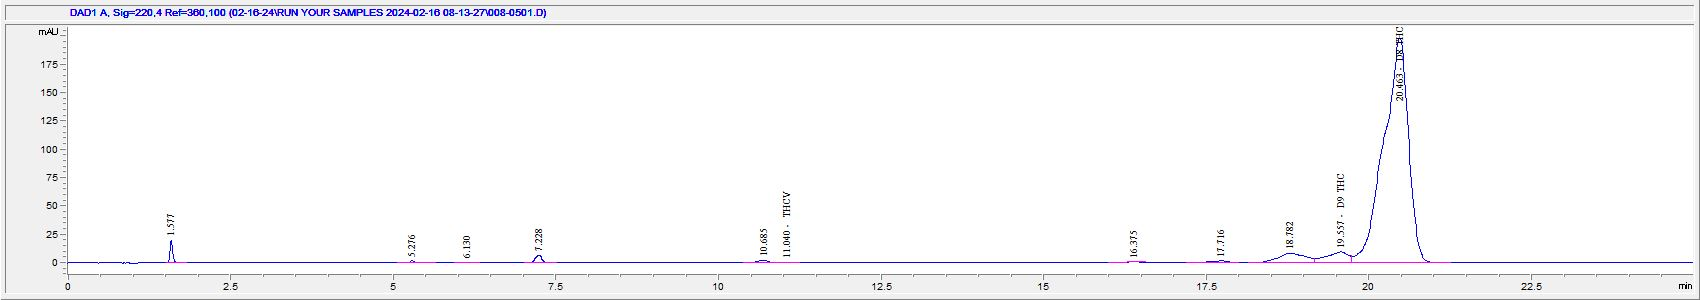 DAD1 A, Sig=220,4 Ref=360,100 (02-16-24\RUN YOUR SAMPLES 2024-02-16 08-13-27\008-0501.D)
mAU
175
150
125
100
75
50
25
0
1.577
5.276
6.130
7.228
10.685
11.040 - THCV
16.375
17.716
18.782
19.557 - D9 THC
20.463 - D8 THC
0 2.5 5 7.5 10 12.5 15 17.5 20 22.5 min